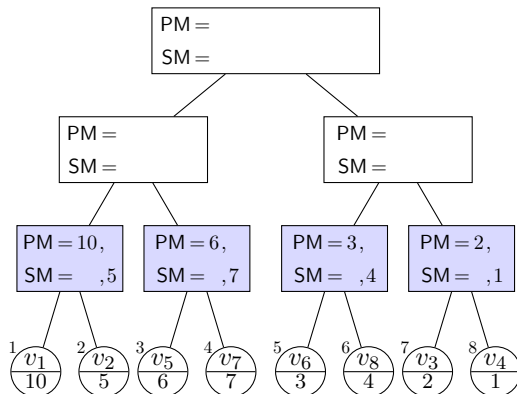 PM =
SM =
PM =
SM =
PM =
SM =
PM = 10,
SM = ,5
PM = 6,
SM = ,7
PM = 3,
SM = ,4
PM = 2,
SM = ,1
1 v1 10
2 v2 5
3 v5 6
4 v7 7
5 v6 3
6 v8 4
7 v3 2
8 v4 1